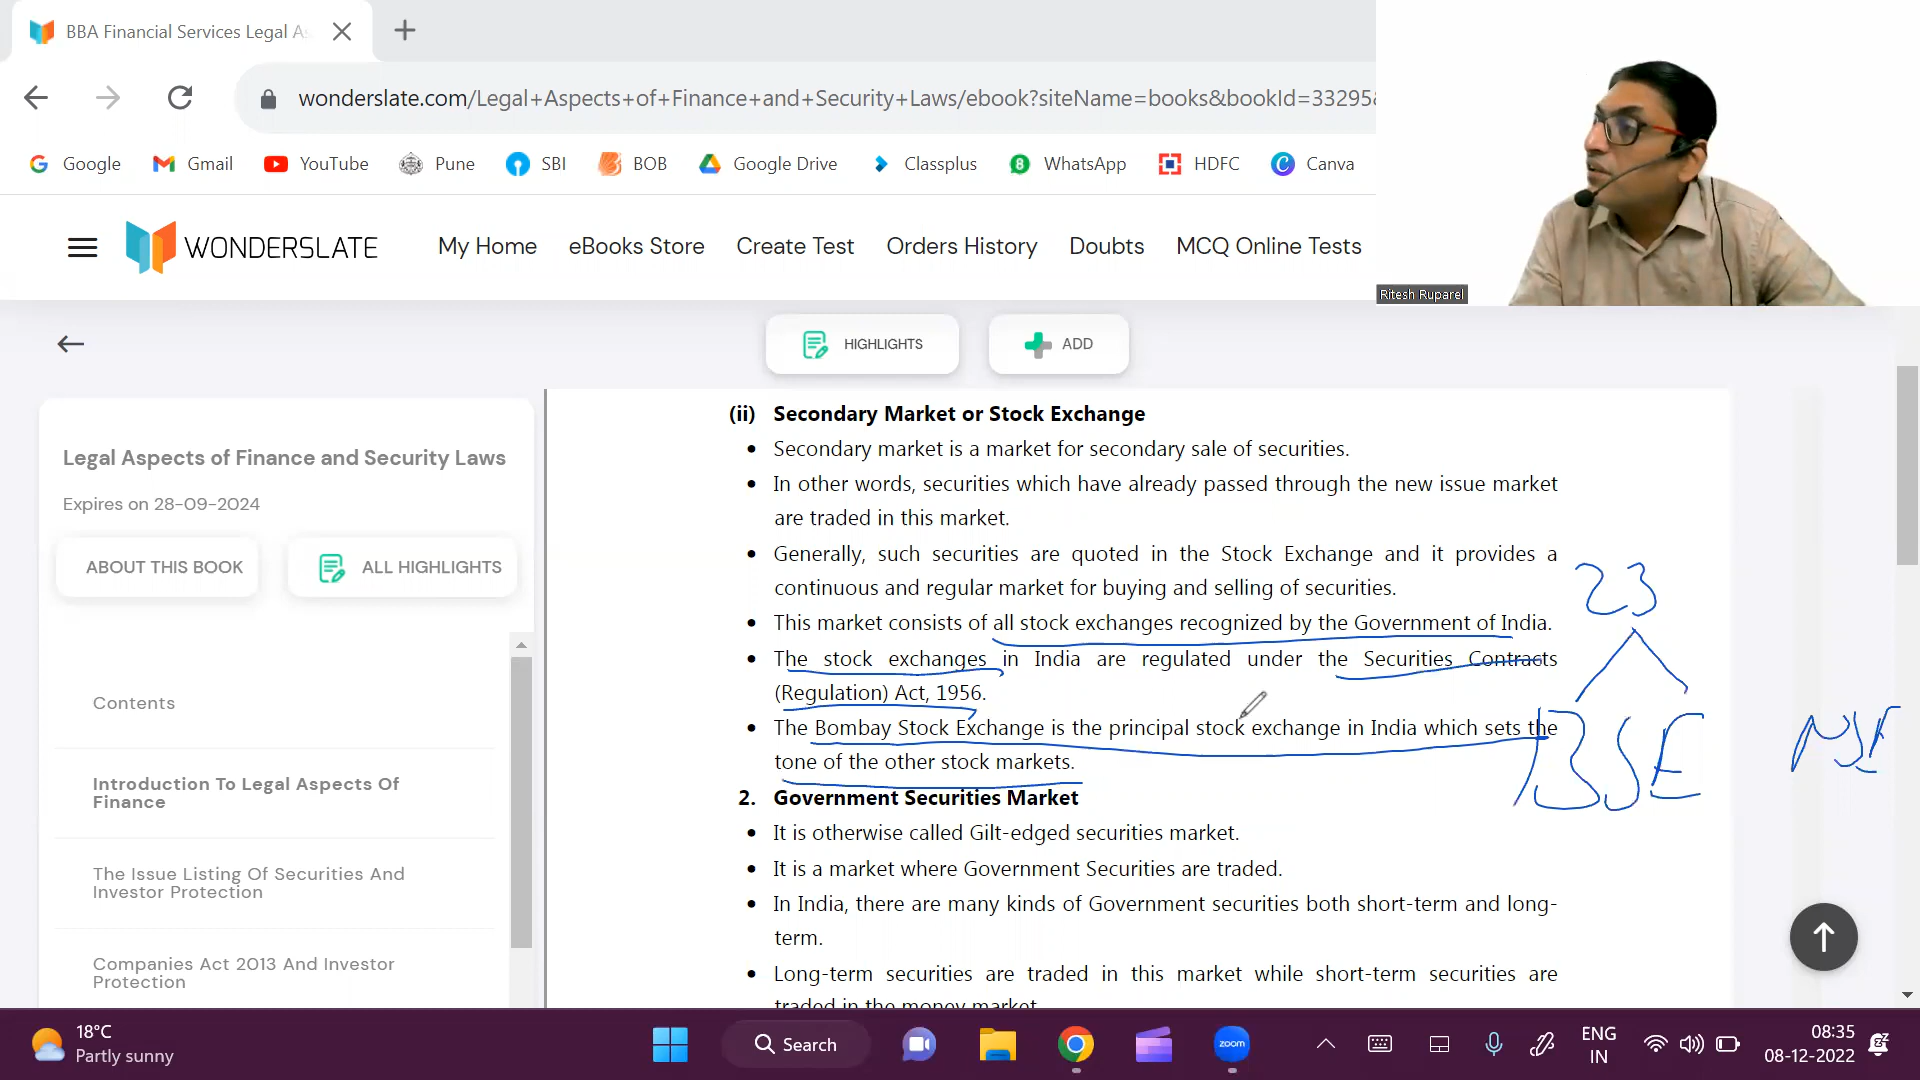 BBA Financial Services Legal As
wonderslate.com/Legal+Aspects+of+Finance+and+Security+Laws/ebook?siteName=books&bookId=33295&
Google Gmail YouTube Pune SBI BOB Google Drive Classplus WhatsApp HDFC Canva
WONDERSLATE My Home eBooks Store Create Test Orders History Doubts MCQ Online Tests
Ritesh Ruparel
HIGHLIGHTS ADD
Legal Aspects of Finance and Security Laws
Expires on 28-09-2024
ABOUT THIS BOOK ALL HIGHLIGHTS
Contents
Introduction To Legal Aspects Of
Finance
The Issue Listing Of Securities And
Investor Protection
Companies Act 2013 And Investor
Protection
(ii) Secondary Market or Stock Exchange
• Secondary market is a market for secondary sale of securities.
• In other words, securities which have already passed through the new issue market
are traded in this market.
• Generally, such securities are quoted in the Stock Exchange and it provides a
continuous and regular market for buying and selling of securities.
• This market consists of all stock exchanges recognized by the Government of India.
• The stock exchanges in India are regulated under the Securities Contracts
(Regulation) Act, 1956.
• The Bombay Stock Exchange is the principal stock exchange in India which sets the
tone of the other stock markets.
2. Government Securities Market
• It is otherwise called Gilt-edged securities market.
• It is a market where Government Securities are traded.
• In India, there are many kinds of Government securities both short-term and long-
term.
• Long-term securities are traded in this market while short-term securities are
traded in the money market.
23
BSE NSE
18°C
Partly sunny
Search
zoom
ENG
IN
08:35
08-12-2022